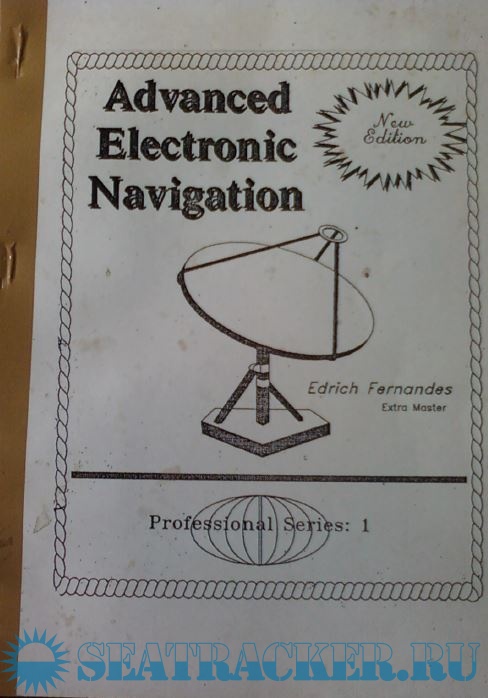 Advanced
Electronic
Navigation
New
Edition
Edrich Fernandes
Extra Master
Professional Series: 1
SEATRACKER.RU